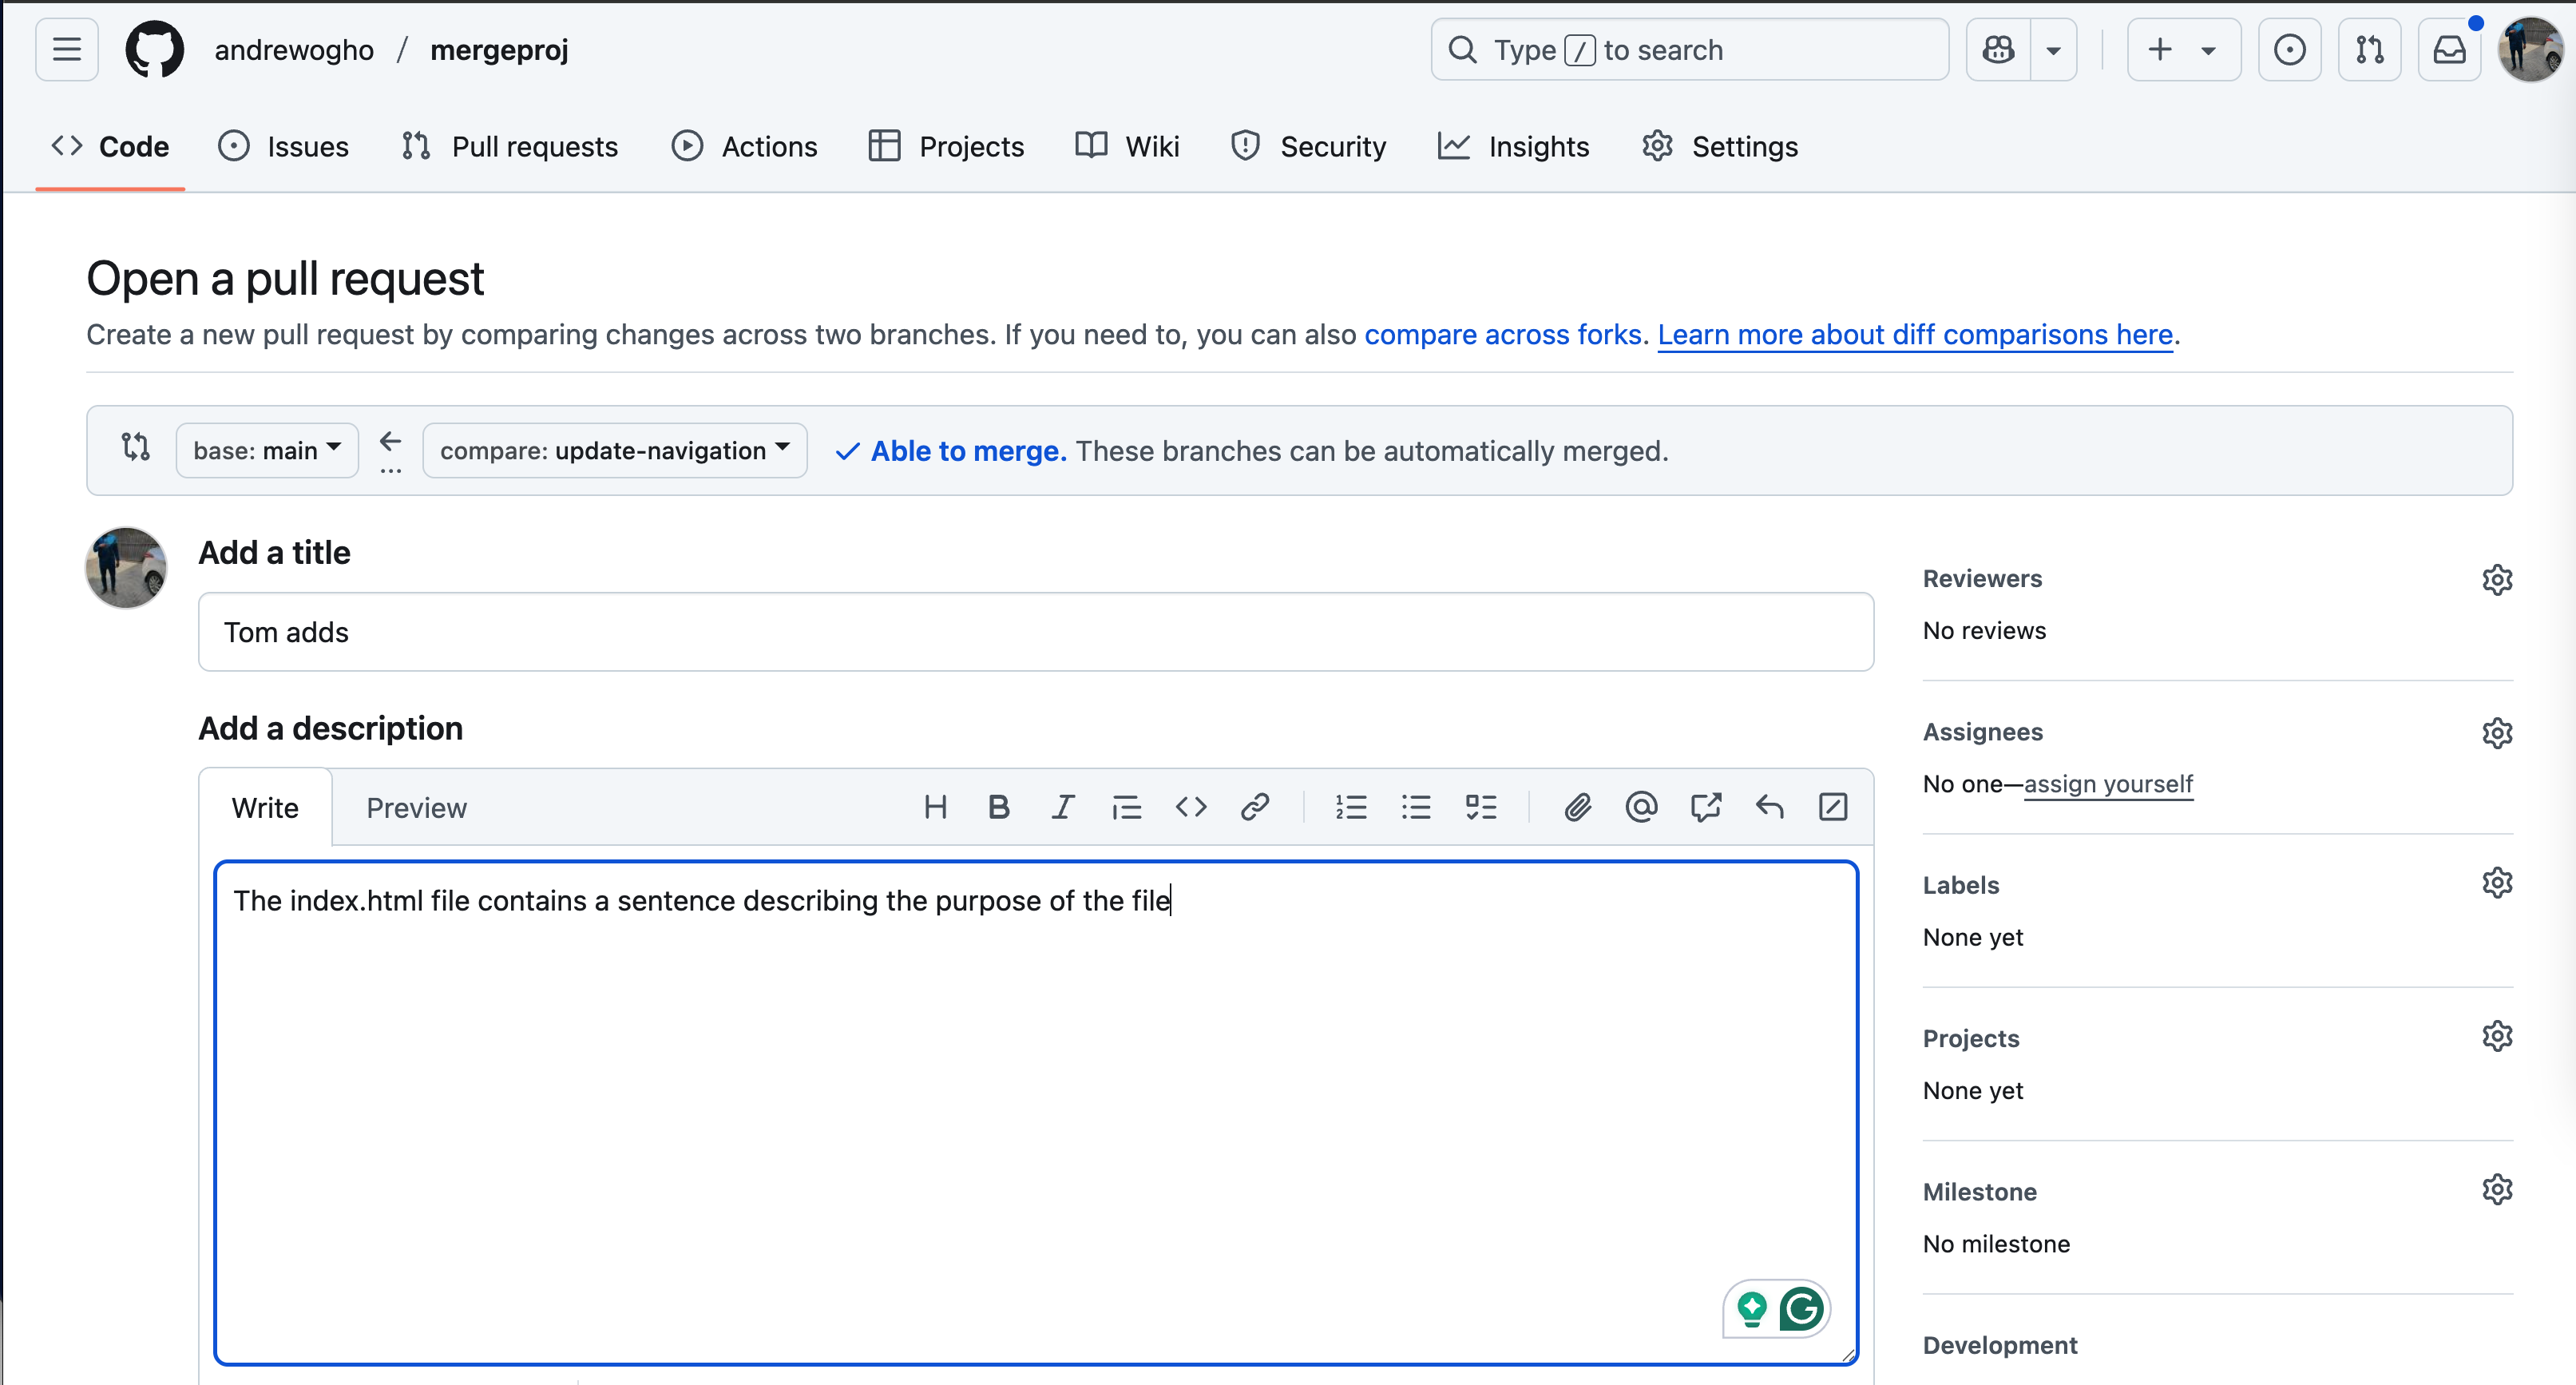 andrewogho / mergeproj
Type / to search
Code Issues Pull requests Actions Projects Wiki Security Insights Settings
Open a pull request
Create a new pull request by comparing changes across two branches. If you need to, you can also compare across forks. Learn more about diff comparisons here.
base: main compare: update-navigation Able to merge. These branches can be automatically merged.
Add a title
Tom adds
Add a description
Write Preview
The index.html file contains a sentence describing the purpose of the file
Reviewers
No reviews
Assignees
No one—assign yourself
Labels
None yet
Projects
None yet
Milestone
No milestone
Development